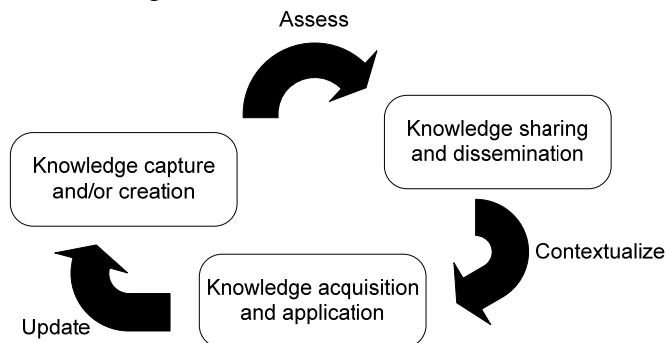 Assess
Knowledge sharing
and dissemination
Knowledge capture
and/or creation
Contextualize
Knowledge acquisition
and application
Update